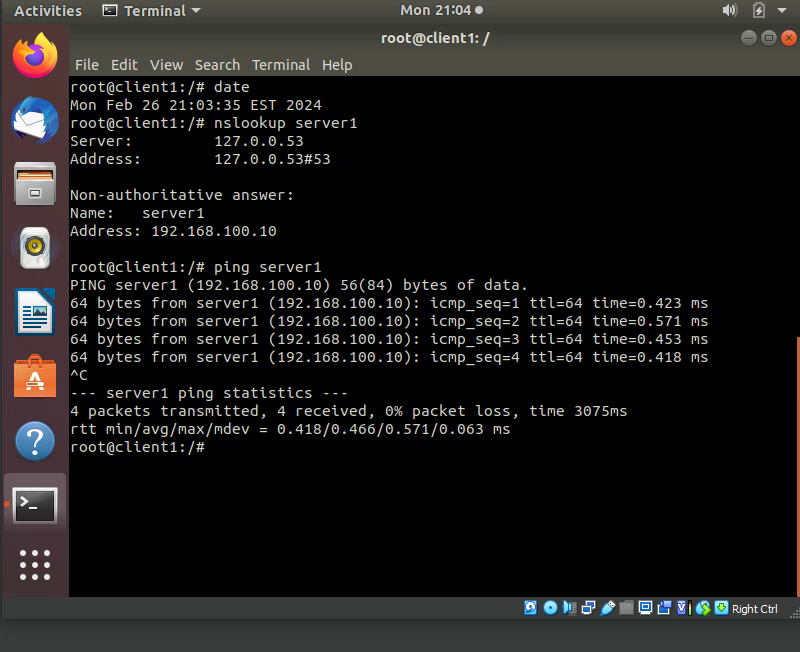 Activities Terminal Mon 21:04
root@client1: /
File Edit View Search Terminal Help
root@client1:/# date
Mon Feb 26 21:03:35 EST 2024
root@client1:/# nslookup server1
Server: 127.0.0.53
Address: 127.0.0.53#53
Non-authoritative answer:
Name: server1
Address: 192.168.100.10
root@client1:/# ping server1
PING server1 (192.168.100.10) 56(84) bytes of data.
64 bytes from server1 (192.168.100.10): icmp_seq=1 ttl=64 time=0.423 ms
64 bytes from server1 (192.168.100.10): icmp_seq=2 ttl=64 time=0.571 ms
64 bytes from server1 (192.168.100.10): icmp_seq=3 ttl=64 time=0.453 ms
64 bytes from server1 (192.168.100.10): icmp_seq=4 ttl=64 time=0.418 ms
^C
--- server1 ping statistics ---
4 packets transmitted, 4 received, 0% packet loss, time 3075ms
rtt min/avg/max/mdev = 0.418/0.466/0.571/0.063 ms
root@client1:/#
Right Ctrl